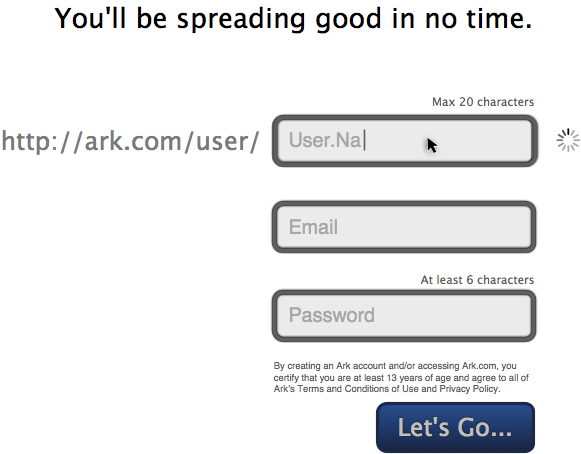 You'll be spreading good in no time.
Max 20 characters
http://ark.com/user/ User.Na
Email
At least 6 characters
Password
By creating an Ark account and/or accessing Ark.com, you
certify that you are at least 13 years of age and agree to all of
Ark's Terms and Conditions of Use and Privacy Policy.
Let's Go...